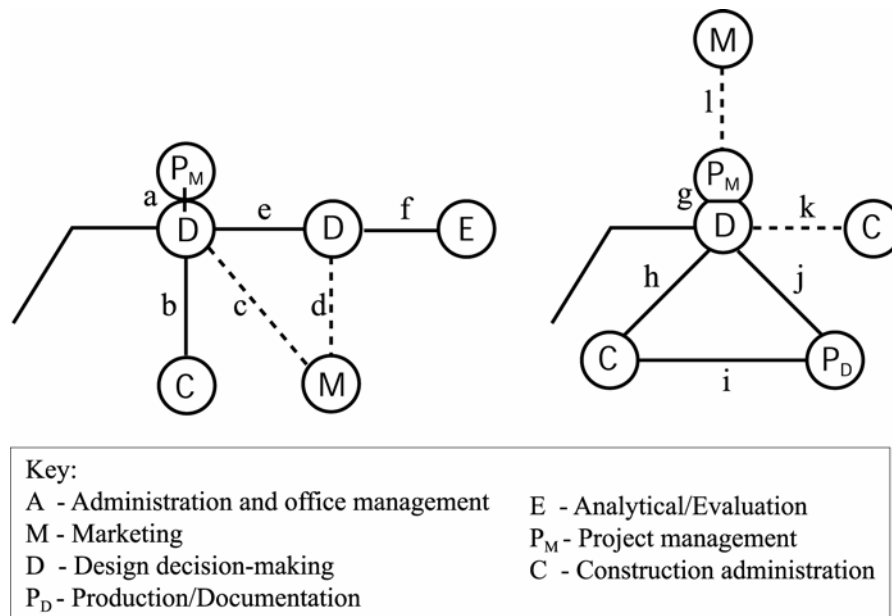 M
l
P_M
P_M
a
e
f
g
k
D
D
E
D
C
b
c
d
h
j
C
M
C
P_D
i
Key:
A - Administration and office management
M - Marketing
D - Design decision-making
P_D - Production/Documentation
E - Analytical/Evaluation
P_M - Project management
C - Construction administration